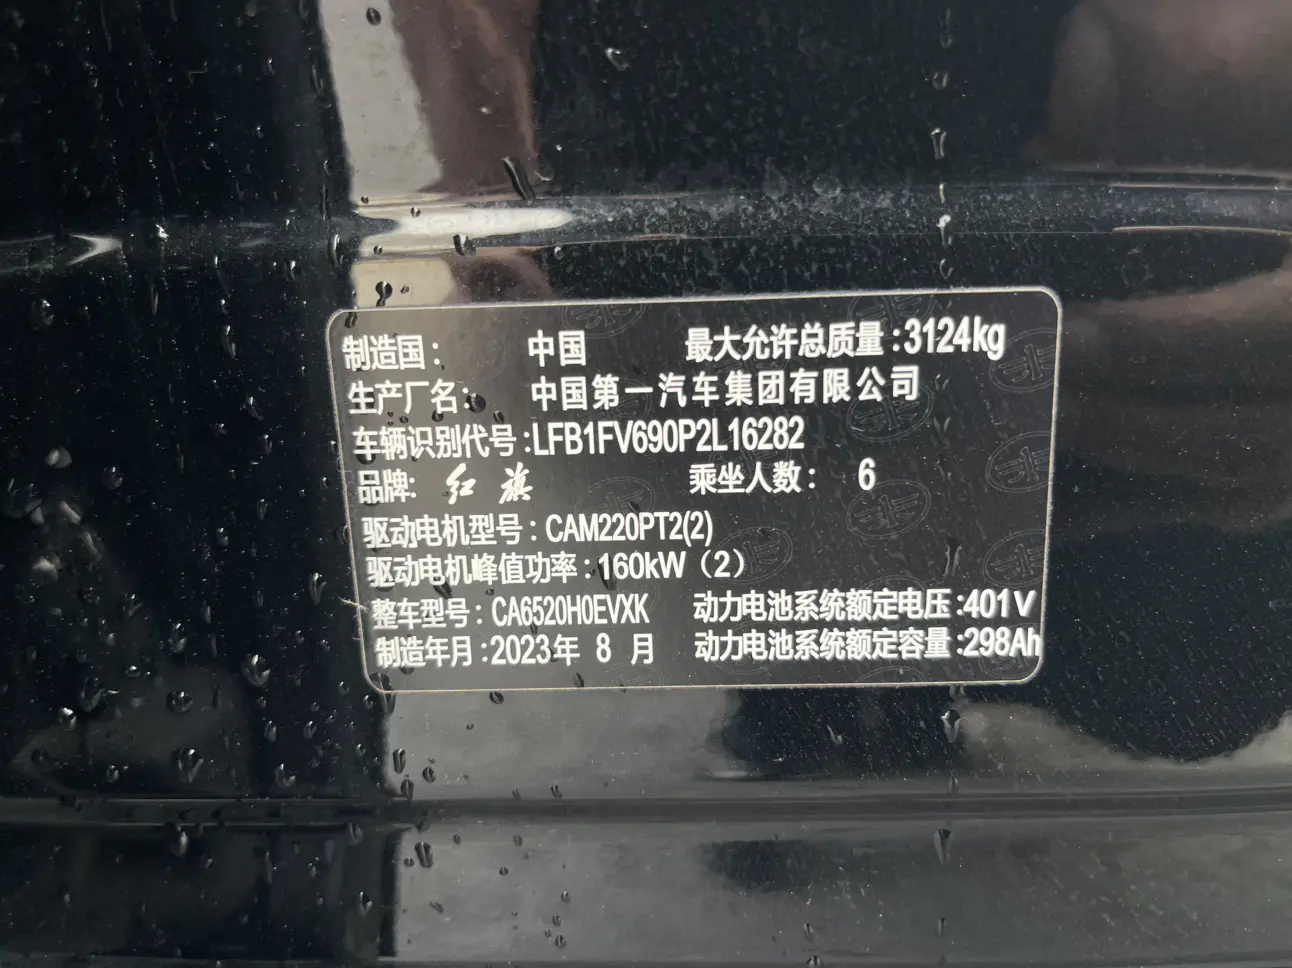 制造国： 中国 最大允许总质量:3124kg
生产厂名： 中国第一汽车集团有限公司
车辆识别代号:LFB1FV690P2L16282
品牌: 红旗 乘坐人数： 6
驱动电机型号：CAM220PT2(2)
驱动电机峰值功率:160kW（2）
整车型号：CA6520H0EVXK 动力电池系统额定电压:401V
制造年月:2023年 8 月 动力电池系统额定容量:298Ah